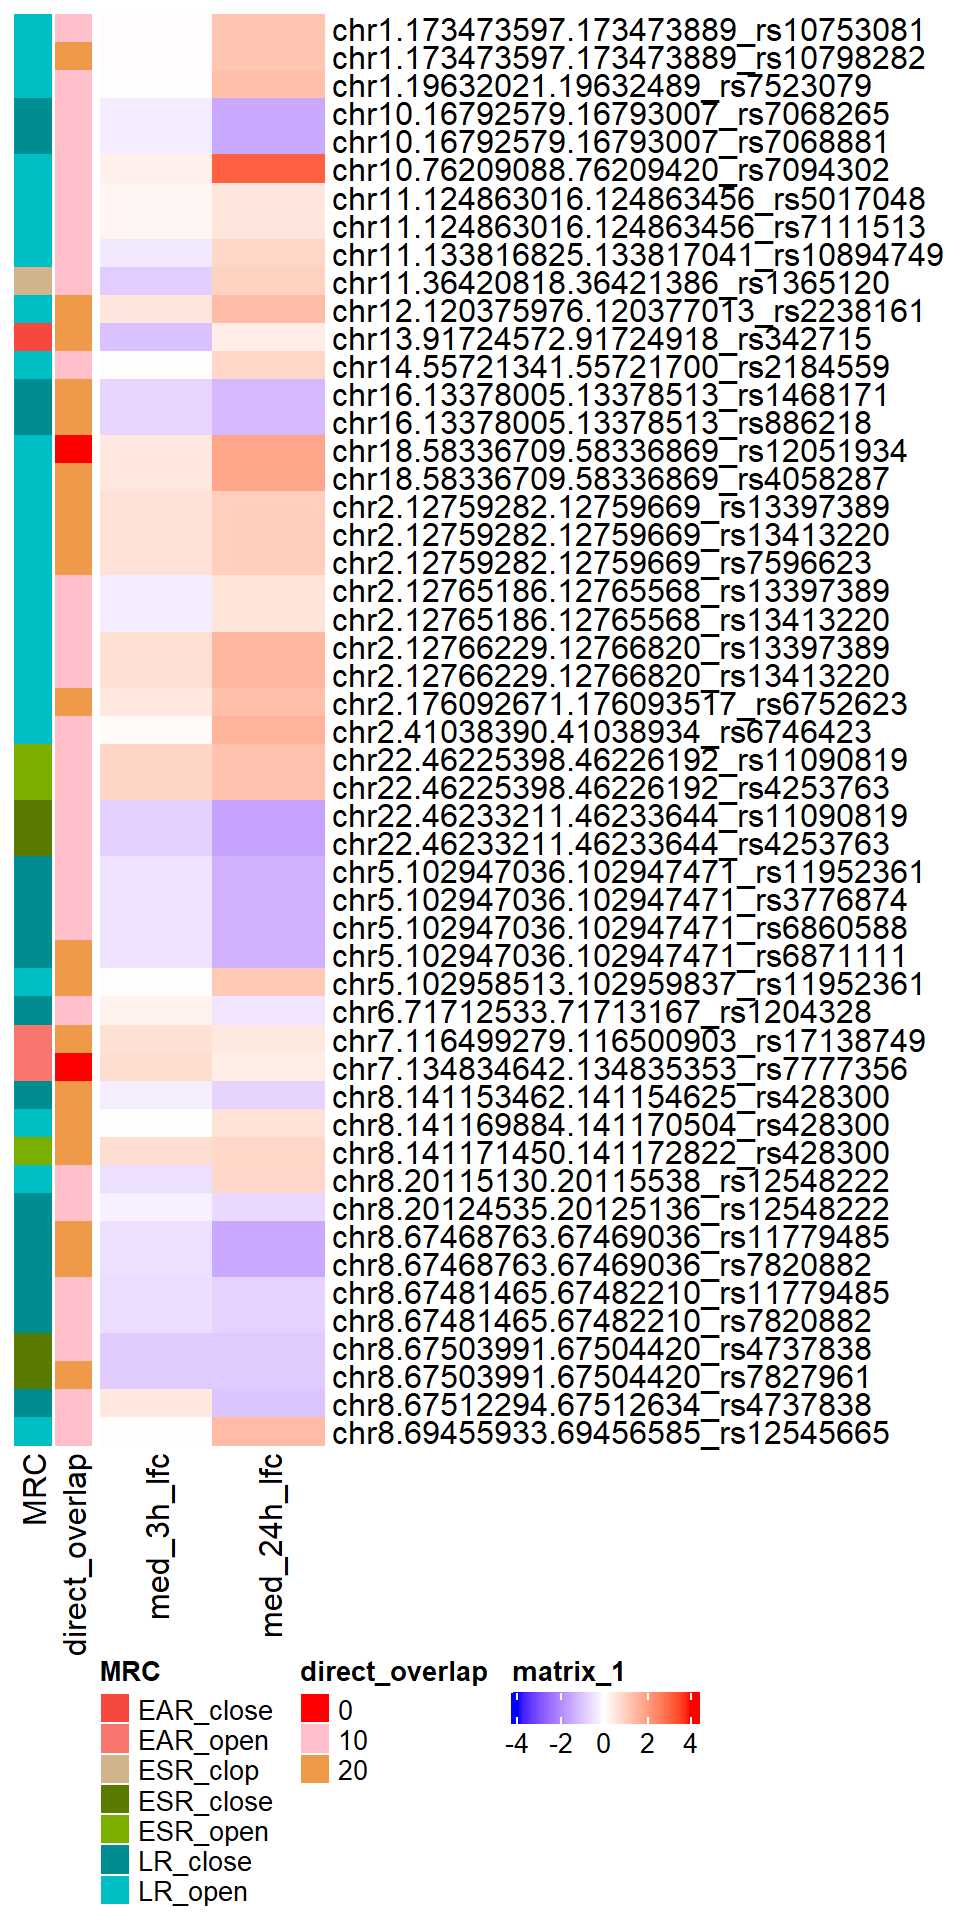 chr1.173473597.173473889_rs10753081
chr1.173473597.173473889_rs10798282
chr1.19632021.19632489_rs7523079
chr10.16792579.16793007_rs7068265
chr10.16792579.16793007_rs7068881
chr10.76209088.76209420_rs7094302
chr11.124863016.124863456_rs5017048
chr11.124863016.124863456_rs7111513
chr11.133816825.133817041_rs10894749
chr11.36420818.36421386_rs1365120
chr12.120375976.120377013_rs2238161
chr13.91724572.91724918_rs342715
chr14.55721341.55721700_rs2184559
chr16.13378005.13378513_rs1468171
chr16.13378005.13378513_rs886218
chr18.58336709.58336869_rs12051934
chr18.58336709.58336869_rs4058287
chr2.12759282.12759669_rs13397389
chr2.12759282.12759669_rs13413220
chr2.12759282.12759669_rs7596623
chr2.12765186.12765568_rs13397389
chr2.12765186.12765568_rs13413220
chr2.12766229.12766820_rs13397389
chr2.12766229.12766820_rs13413220
chr2.176092671.176093517_rs6752623
chr2.41038390.41038934_rs6746423
chr22.46225398.46226192_rs11090819
chr22.46225398.46226192_rs4253763
chr22.46233211.46233644_rs11090819
chr22.46233211.46233644_rs4253763
chr5.102947036.102947471_rs11952361
chr5.102947036.102947471_rs3776874
chr5.102947036.102947471_rs6860588
chr5.102947036.102947471_rs6871111
chr5.102958513.102959837_rs11952361
chr6.71712533.71713167_rs1204328
chr7.116499279.116500903_rs17138749
chr7.134834642.134835353_rs7777356
chr8.141153462.141154625_rs428300
chr8.141169884.141170504_rs428300
chr8.141171450.141172822_rs428300
chr8.20115130.20115538_rs12548222
chr8.20124535.20125136_rs12548222
chr8.67468763.67469036_rs11779485
chr8.67468763.67469036_rs7820882
chr8.67481465.67482210_rs11779485
chr8.67481465.67482210_rs7820882
chr8.67503991.67504420_rs4737838
chr8.67503991.67504420_rs7827961
chr8.67512294.67512634_rs4737838
chr8.69455933.69456585_rs12545665
MRC
direct_overlap
med_3h_lfc
med_24h_lfc
MRC
EAR_close
EAR_open
ESR_clop
ESR_close
ESR_open
LR_close
LR_open
direct_overlap
0
10
20
matrix_1
-4 -2 0 2 4